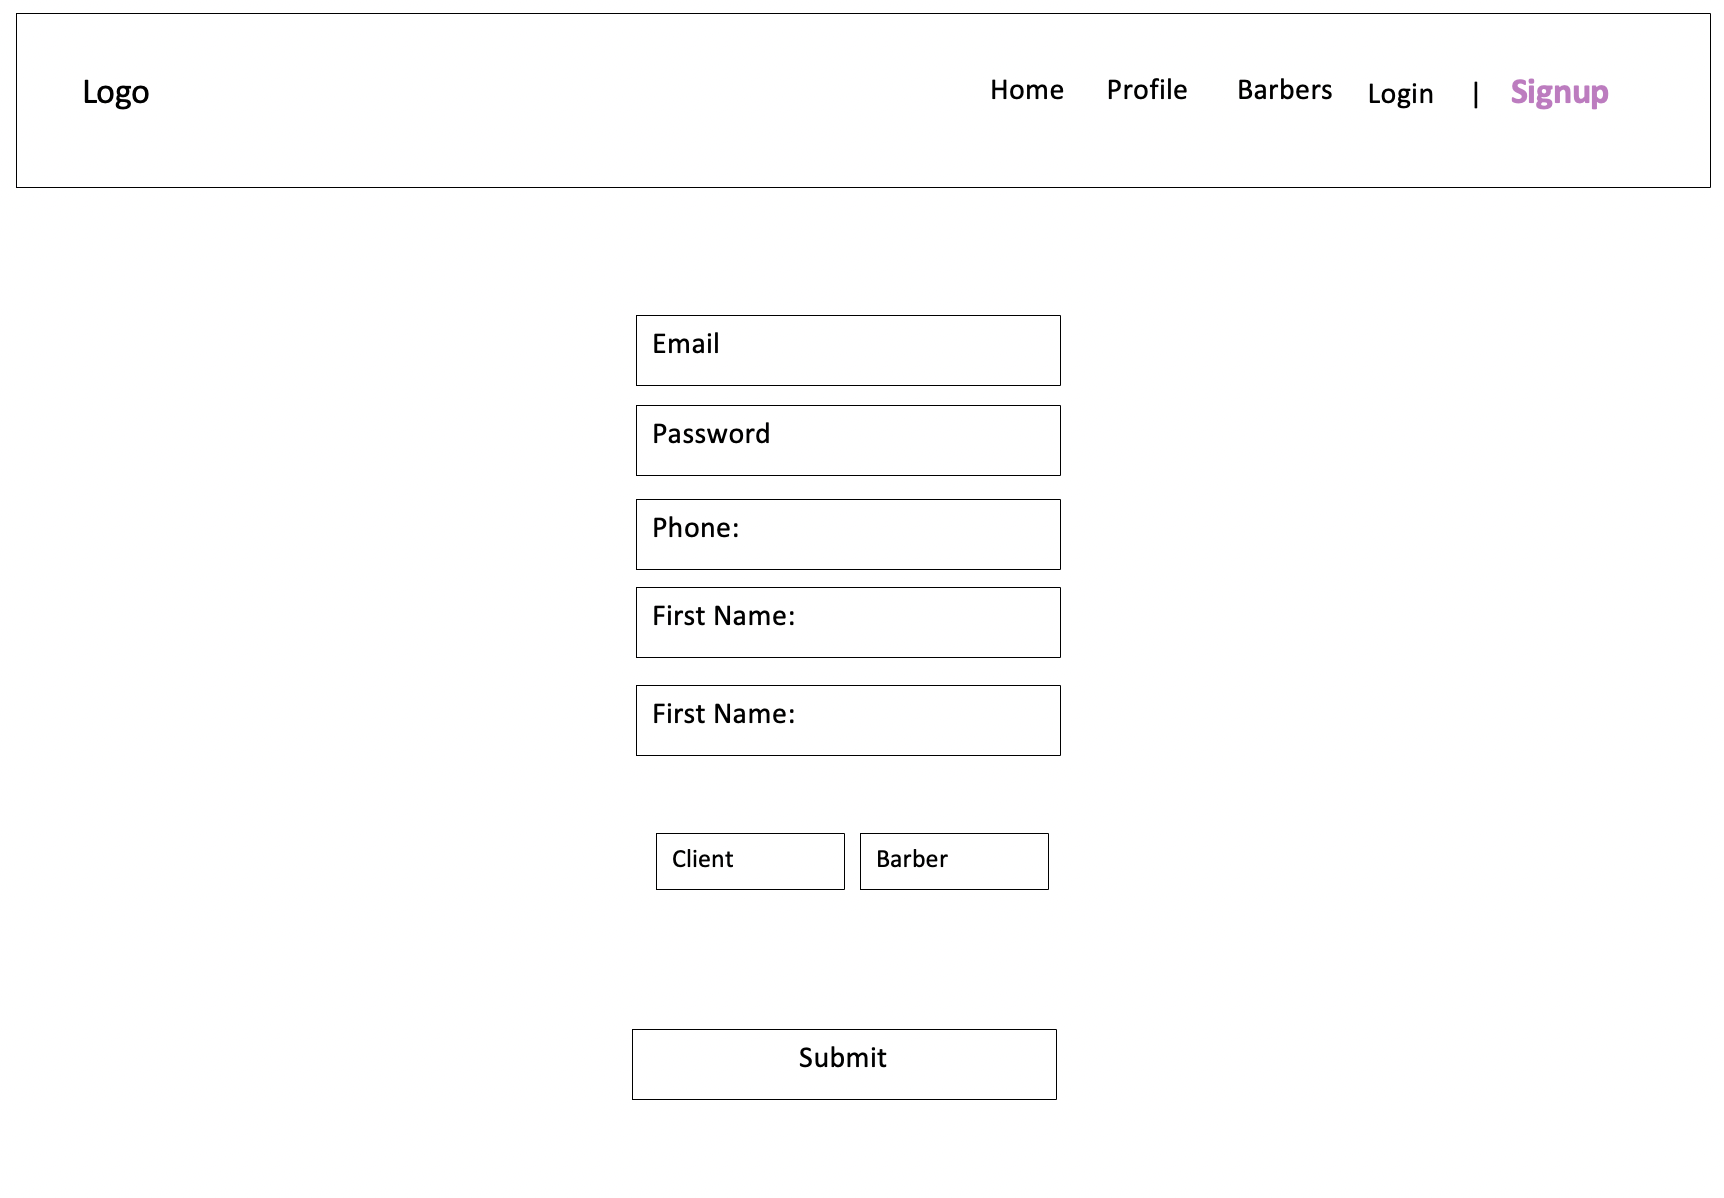 Logo Home Profile Barbers Login | Signup
Email
Password
Phone:
First Name:
First Name:
Client Barber
Submit